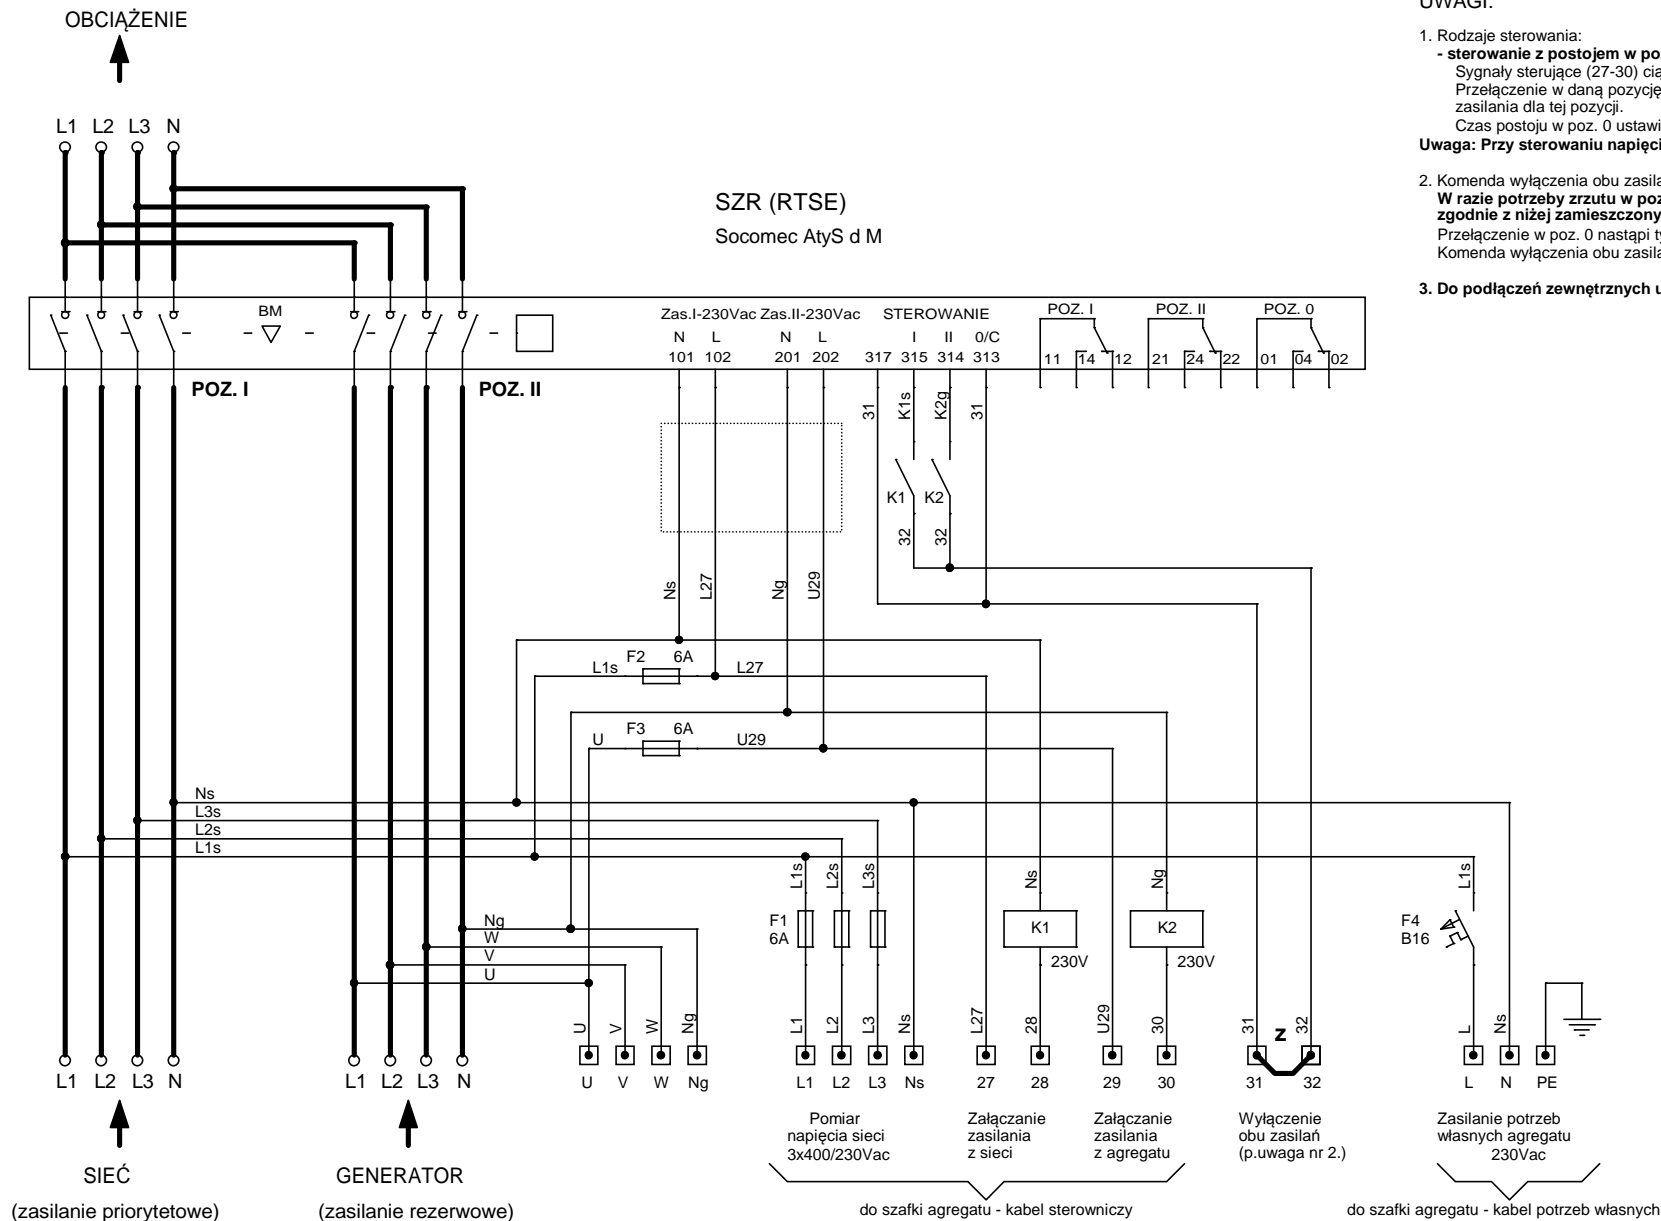 OBCIĄŻENIE
L1 L2 L3 N
UWAGI:
1. Rodzaje sterowania:
- sterowanie z postojem w
Sygnały sterujące (27-30)
Przełączenie w daną pozycję
zasilania dla tej pozycji.
Czas postoju w poz. 0
Uwaga: Przy sterowaniu
2. Komenda wyłączenia obu
W razie potrzeby zrzutu w
zgodnie z niżej
Przełączenie w poz. 0 nastąpi
Komenda wyłączenia obu
3. Do podłączeń zewnętrznych
SZR (RTSE)
Socomec AtyS d M
BM
Zas.I-230Vac Zas.II-230Vac STEROWANIE
POZ. I POZ. II POZ. 0
N L N L I II 0/C
101 102 201 202 317 315 314 313
11 14 12 21 24 22 01 04 02
POZ. I POZ. II
31 K1s K2g 31
K1 K2
32 32
Ns L27 Ng U29
F2 6A
L1s L27
F3 6A
U U29
Ns
L3s
L2s
L1s
L1s L2s L3s Ns Ng L1s
Ng
W
V
U
F1
6A
K1 K2
230V 230V
F4
B16
U V W Ng L1 L2 L3 Ns L27 28 U29 30 31 z 32 L Ns
L1 L2 L3 N L1 L2 L3 N U V W Ng L1 L2 L3 Ns 27 28 29 30 31 32 L N PE
Pomiar
napięcia sieci
3x400/230Vac
Załączanie
zasilania
z sieci
Załączanie
zasilania
z agregatu
Wyłączenie
obu zasilań
(p.uwaga nr 2.)
Zasilanie potrzeb
własnych agregatu
230Vac
SIEĆ
(zasilanie priorytetowe)
GENERATOR
(zasilanie rezerwowe)
do szafki agregatu - kabel sterowniczy
do szafki agregatu - kabel potrzeb własnych